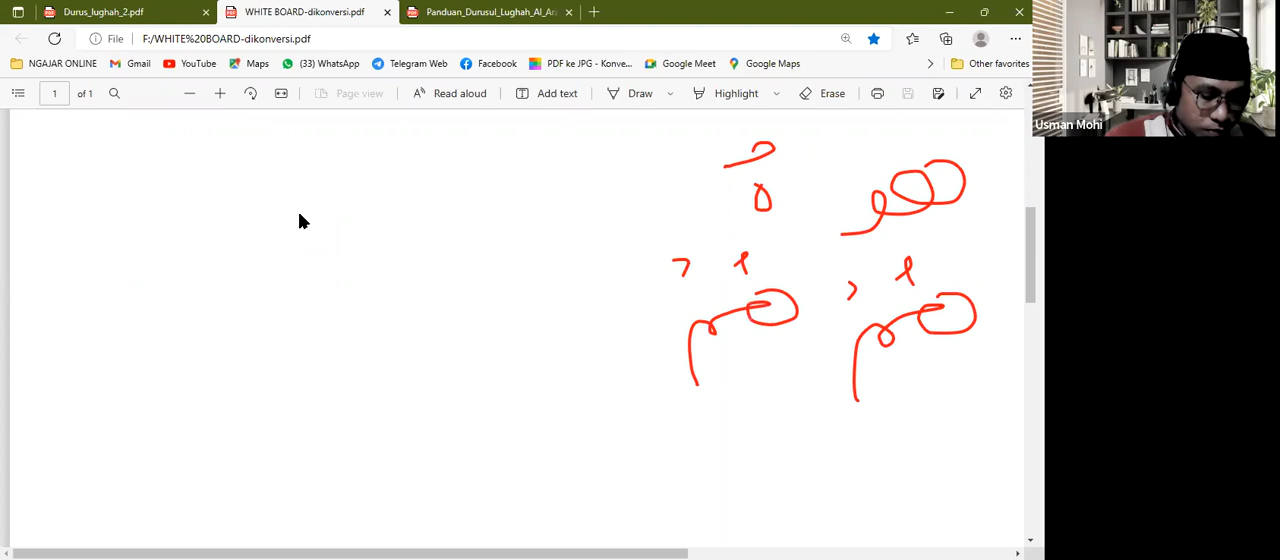 Durus_lughah_2.pdf
WHITE BOARD-dikonversi.pdf
Panduan_Durusul_Lughah_Al_Ar
File F:/WHITE%20BOARD-dikonversi.pdf
NGAJAR ONLINE Gmail YouTube Maps (33) WhatsApp Telegram Web Facebook PDF ke JPG - Konve... Google Meet Google Maps Other favorites
1 of 1 Page view Read aloud Add text Draw Highlight Erase
Usman Mohi
هُمْ هُمْ